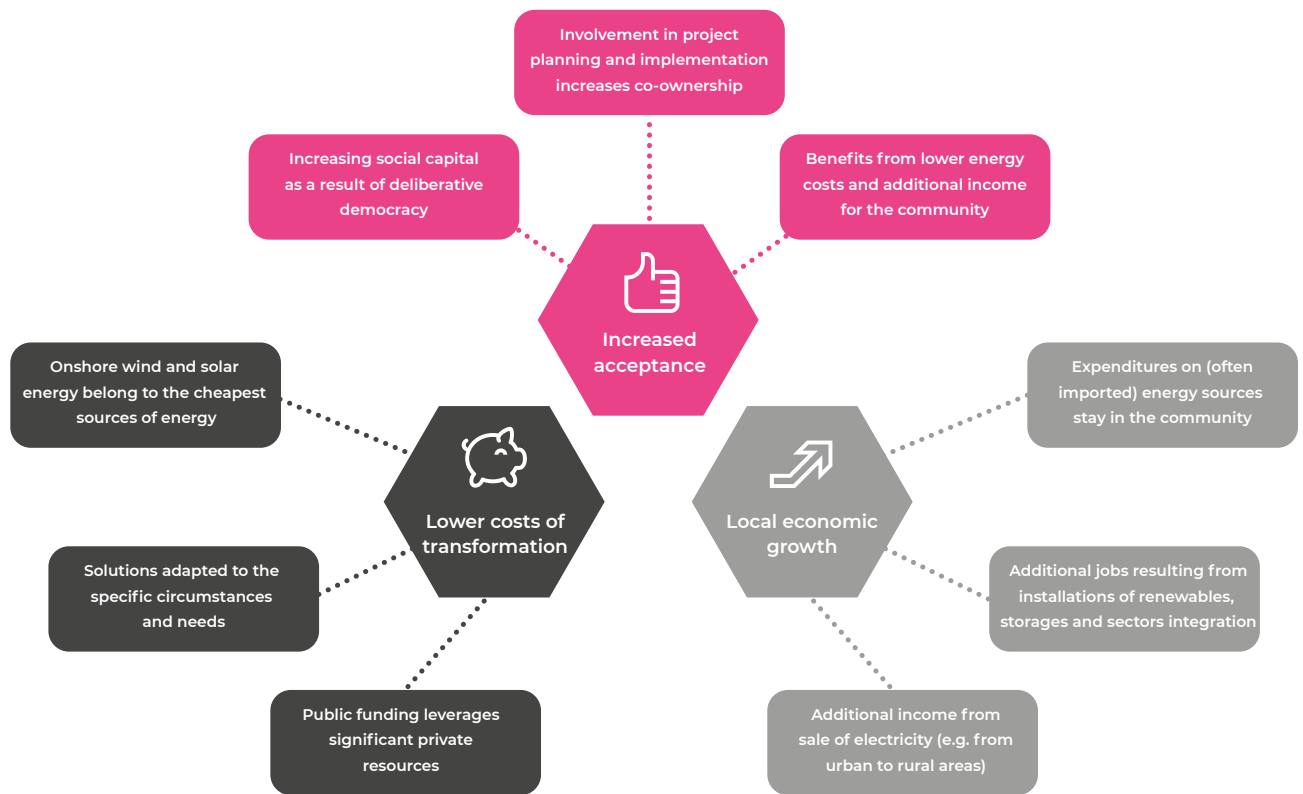 Involvement in project
planning and implementation
increases co-ownership
Increasing social capital
as a result of deliberative
democracy
Benefits from lower energy
costs and additional income
for the community
Increased
acceptance
Onshore wind and solar
energy belong to the cheapest
sources of energy
Expenditures on (often
imported) energy sources
stay in the community
Lower costs of
transformation
Local economic
growth
Solutions adapted to the
specific circumstances
and needs
Additional jobs resulting from
installations of renewables,
storages and sectors integration
Public funding leverages
significant private
resources
Additional income from
sale of electricity (e.g. from
urban to rural areas)